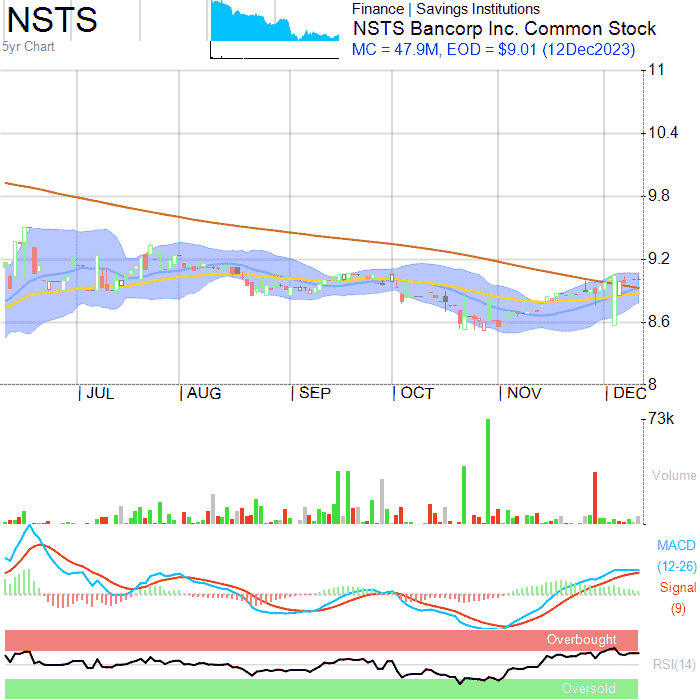 NSTS
5yr Chart
Finance | Savings Institutions
NSTS Bancorp Inc. Common Stock
MC = 47.9M, EOD = $9.01 (12Dec2023)
11
10.4
9.8
9.2
8.6
8
JUL AUG SEP OCT NOV DEC
73k
Volume
MACD
(12-26)
Signal
(9)
Overbought
RSI(14)
Oversold